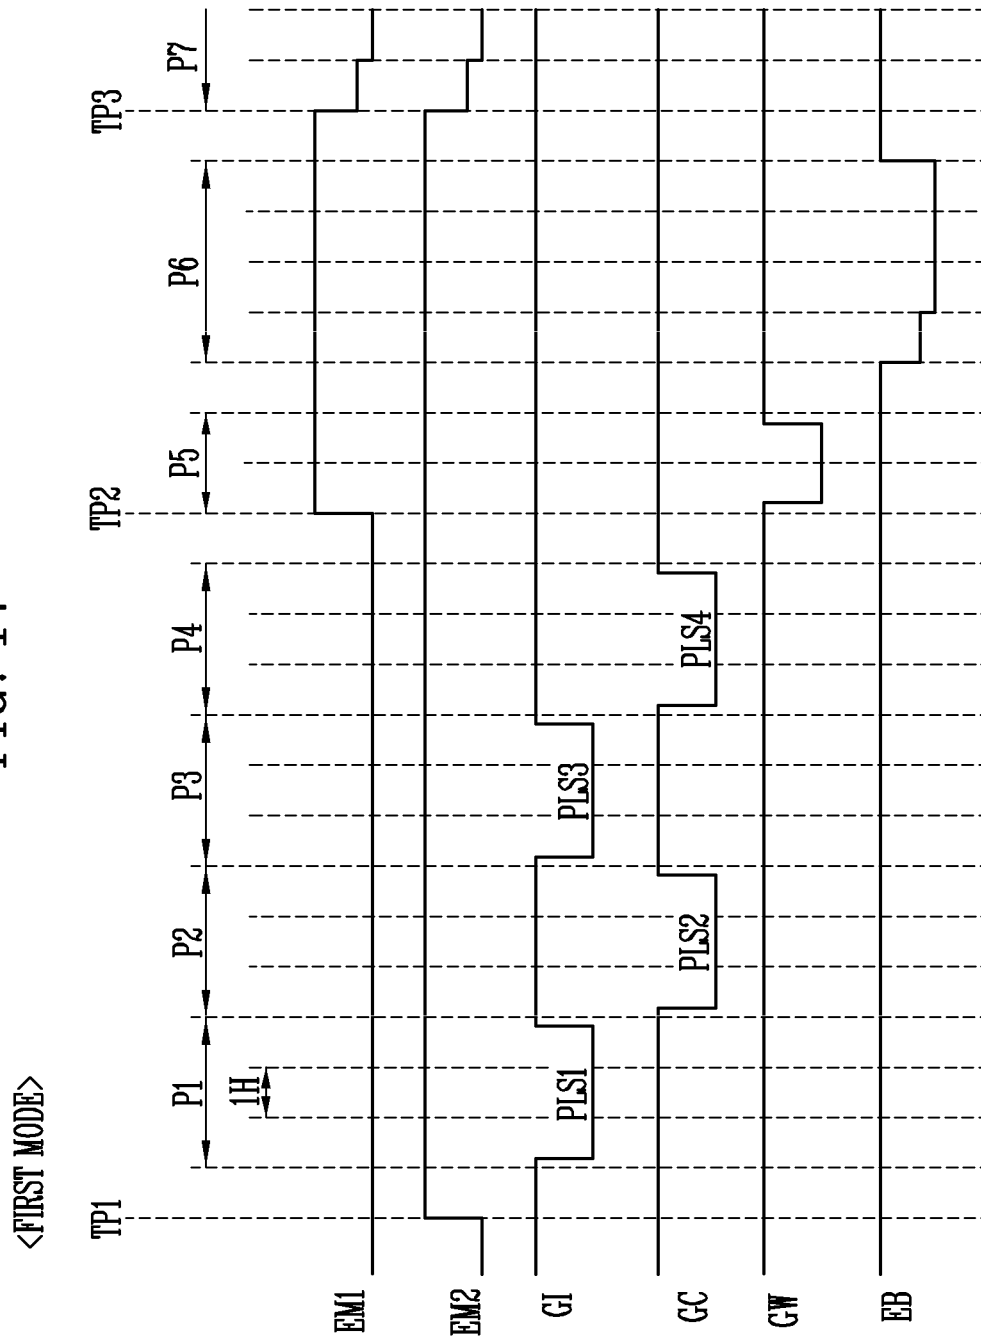 FIG.
<FIRST MODE>
TP1 TP2 TP3
P1 P2 P3 P4 P5 P6 P7
1H
EM1
EM2
GI PLS1 PLS3
GC PLS2 PLS4
GW
EB